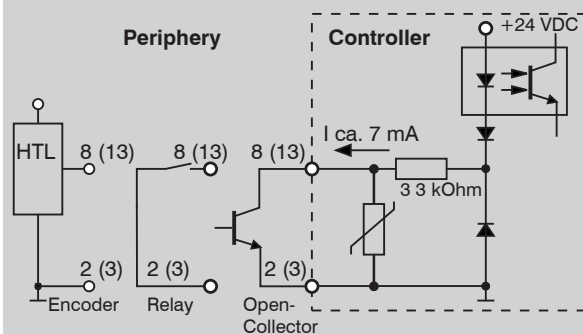 Periphery
Controller
+24 VDC
HTL
8 (13)
8 (13)
8 (13)
I ca. 7 mA
3 3 kOhm
2 (3)
2 (3)
2 (3)
Encoder
Relay
Open-
Collector